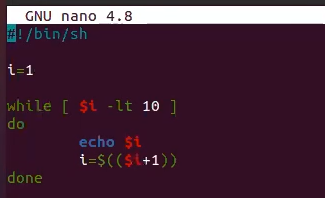 GNU nano 4.8
#!/bin/sh
i=1
while [ $i -lt 10 ]
do
echo $i
i=$(($i+1))
done